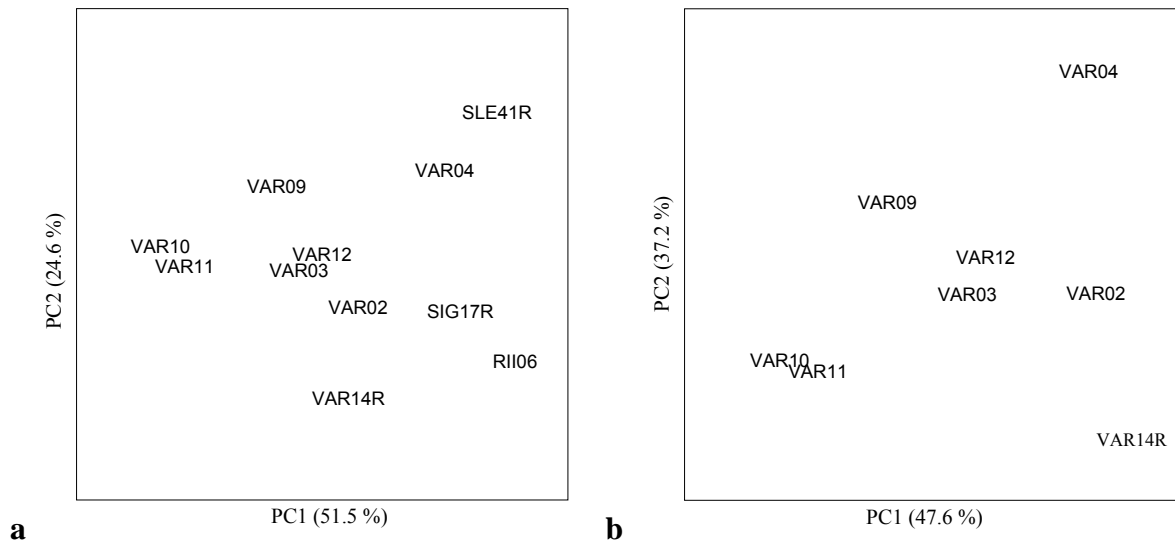 SLE41R
VAR04
VAR09
VAR10
VAR12
VAR11
VAR03
VAR02
SIG17R
RII06
VAR14R
PC2 (24.6 %)
PC1 (51.5 %)
a
VAR04
VAR09
VAR12
VAR03
VAR02
VAR10
VAR11
VAR14R
PC2 (37.2 %)
PC1 (47.6 %)
b